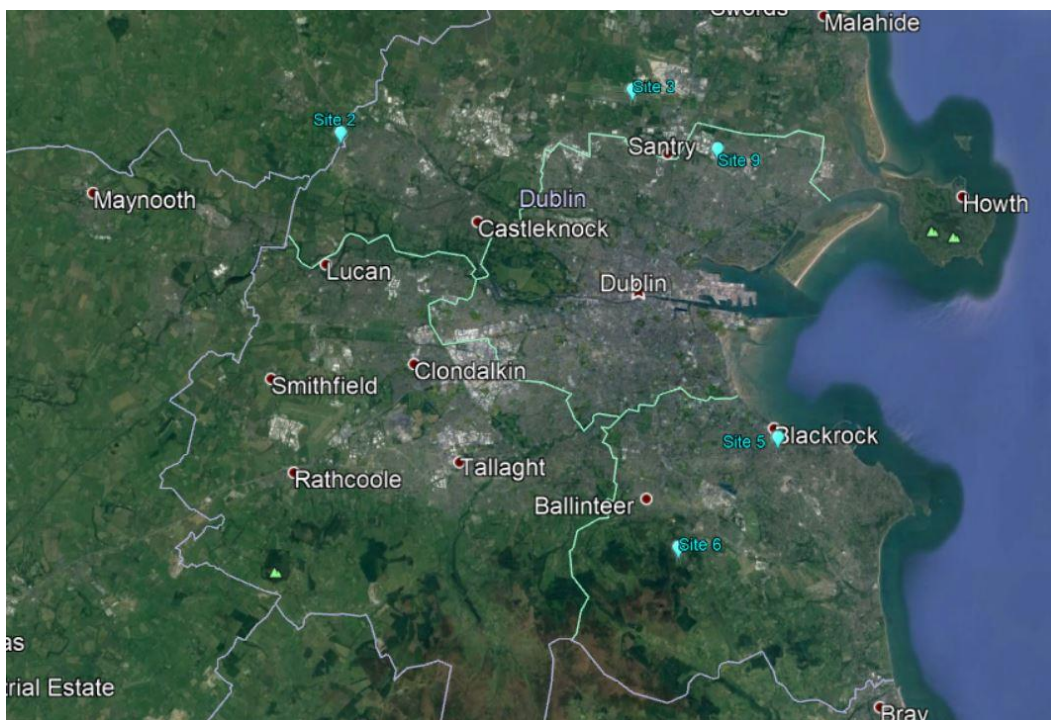 Swords
Malahide
Site 3
Site 2
Santry
Site 9
Maynooth
Dublin
Howth
Castleknock
Lucan
Dublin
Clondalkin
Smithfield
Site 5
Blackrock
Tallaght
Rathcoole
Ballinteer
Site 6
as
trial Estate
Bray